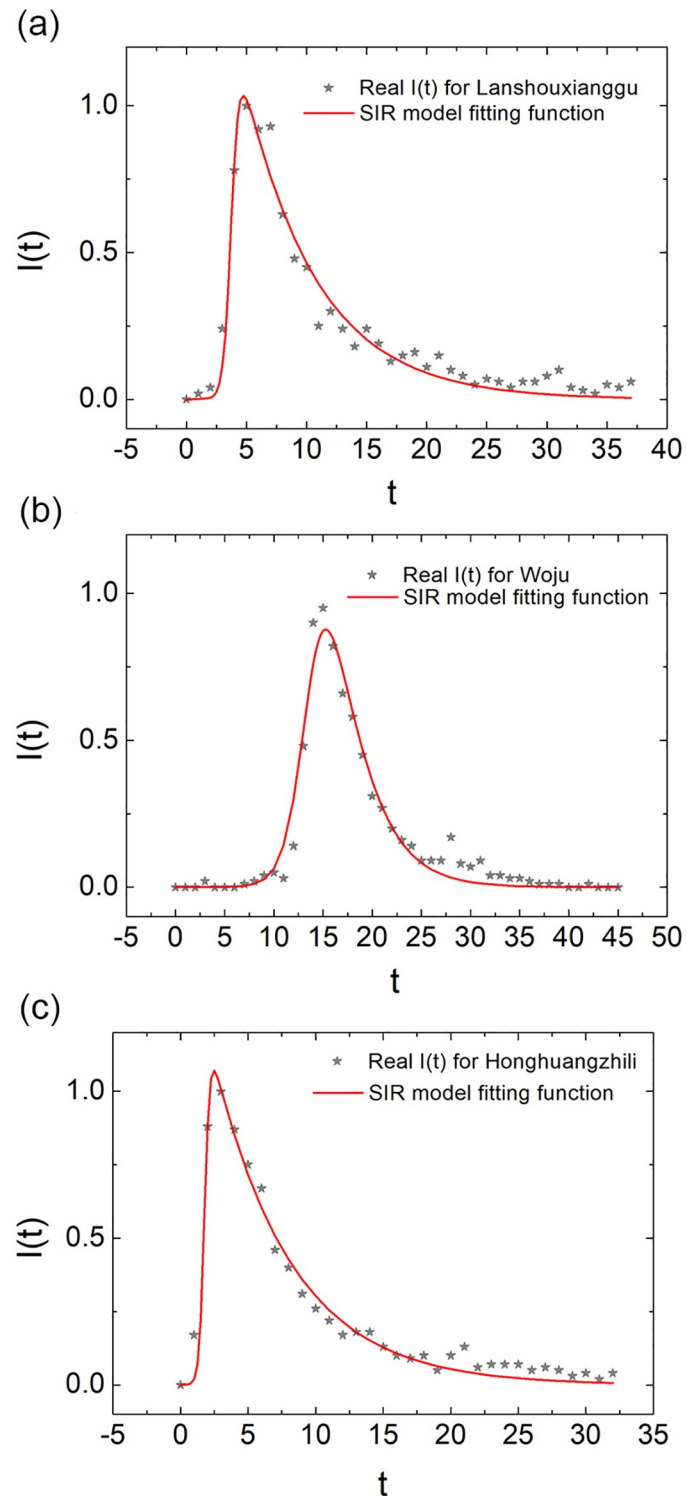 (a)
Real I(t) for Lanshouxianggu
SIR model fitting function
1.0
0.5
0.0
I(t)
-5 0 5 10 15 20 25 30 35 40
t
(b)
Real I(t) for Woju
SIR model fitting function
1.0
0.5
0.0
I(t)
-5 0 5 10 15 20 25 30 35 40 45 50
t
(c)
Real I(t) for Honghuangzhili
SIR model fitting function
1.0
0.5
0.0
I(t)
-5 0 5 10 15 20 25 30 35
t